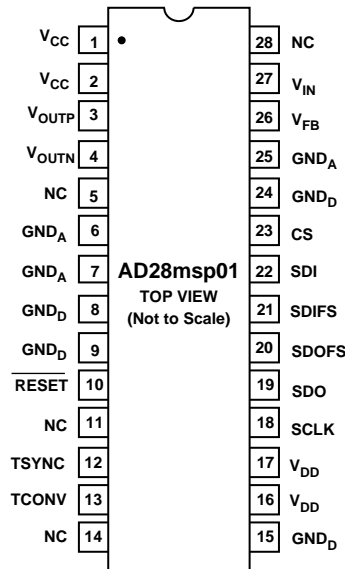 V_CC 1 28 NC
V_CC 2 27 V_IN
V_OUTP 3 26 V_FB
V_OUTN 4 25 GND_A
NC 5 24 GND_D
GND_A 6 23 CS
GND_A 7 AD28msp01 22 SDI
TOP VIEW
GND_D 8 (Not to Scale) 21 SDIFS
GND_D 9 20 SDOFS
RESET 10 19 SDO
NC 11 18 SCLK
TSYNC 12 17 V_DD
TCONV 13 16 V_DD
NC 14 15 GND_D